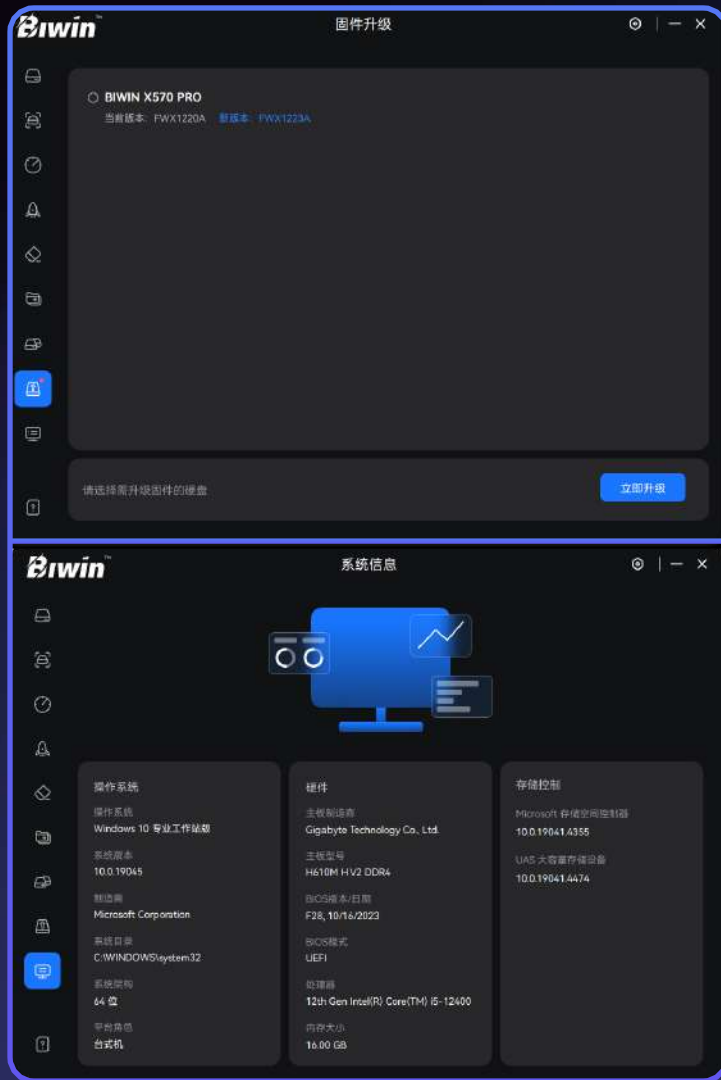 Biwin™
固件升级
BIWIN X570 PRO
当前版本: FWX1220A 新版本: FWX1223A
请选择需升级固件的硬盘
立即升级
Biwin™
系统信息
操作系统
操作系统
Windows 10 专业工作站版
系统版本
10.0.19045
制造商
Microsoft Corporation
系统目录
C:\WINDOWS\system32
系统架构
64 位
平台角色
台式机
硬件
主板制造商
Gigabyte Technology Co., Ltd.
主板型号
H610M H V2 DDR4
BIOS版本/日期
F28, 10/16/2023
BIOS模式
UEFI
处理器
12th Gen Intel(R) Core(TM) i5-12400
内存大小
16.00 GB
存储控制
Microsoft 存储空间控制器
10.0.19041.4355
UAS 大容量存储设备
10.0.19041.4474